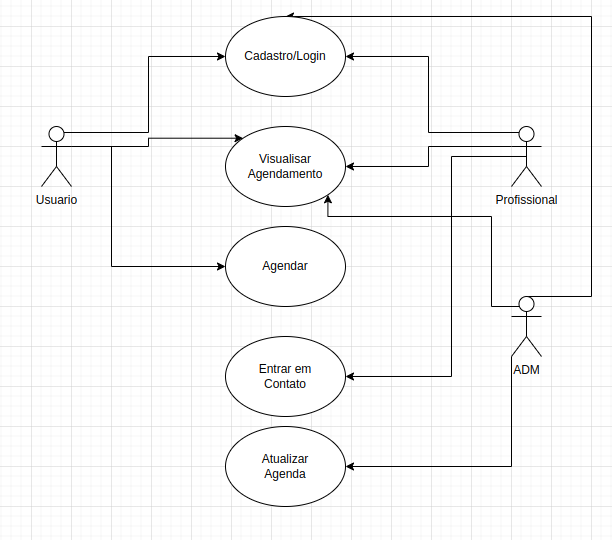 Cadastro/Login
Visualisar
Agendamento
Usuario
Profissional
Agendar
Entrar em
Contato
ADM
Atualizar
Agenda